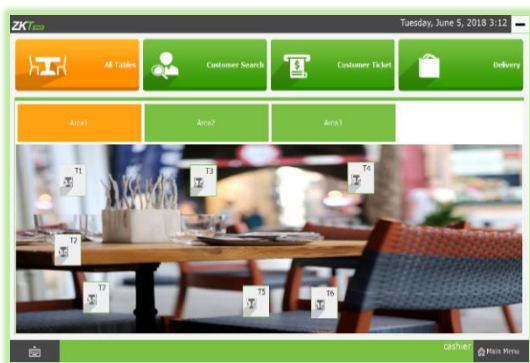 ZKTeco
Tuesday, June 5, 2018 3:12
All Tables
Customer Search
Customer Ticket
Delivery
Area1
Area2
Area3
T1
T3
T4
T2
T7
T5
T6
cashier
Main Menu